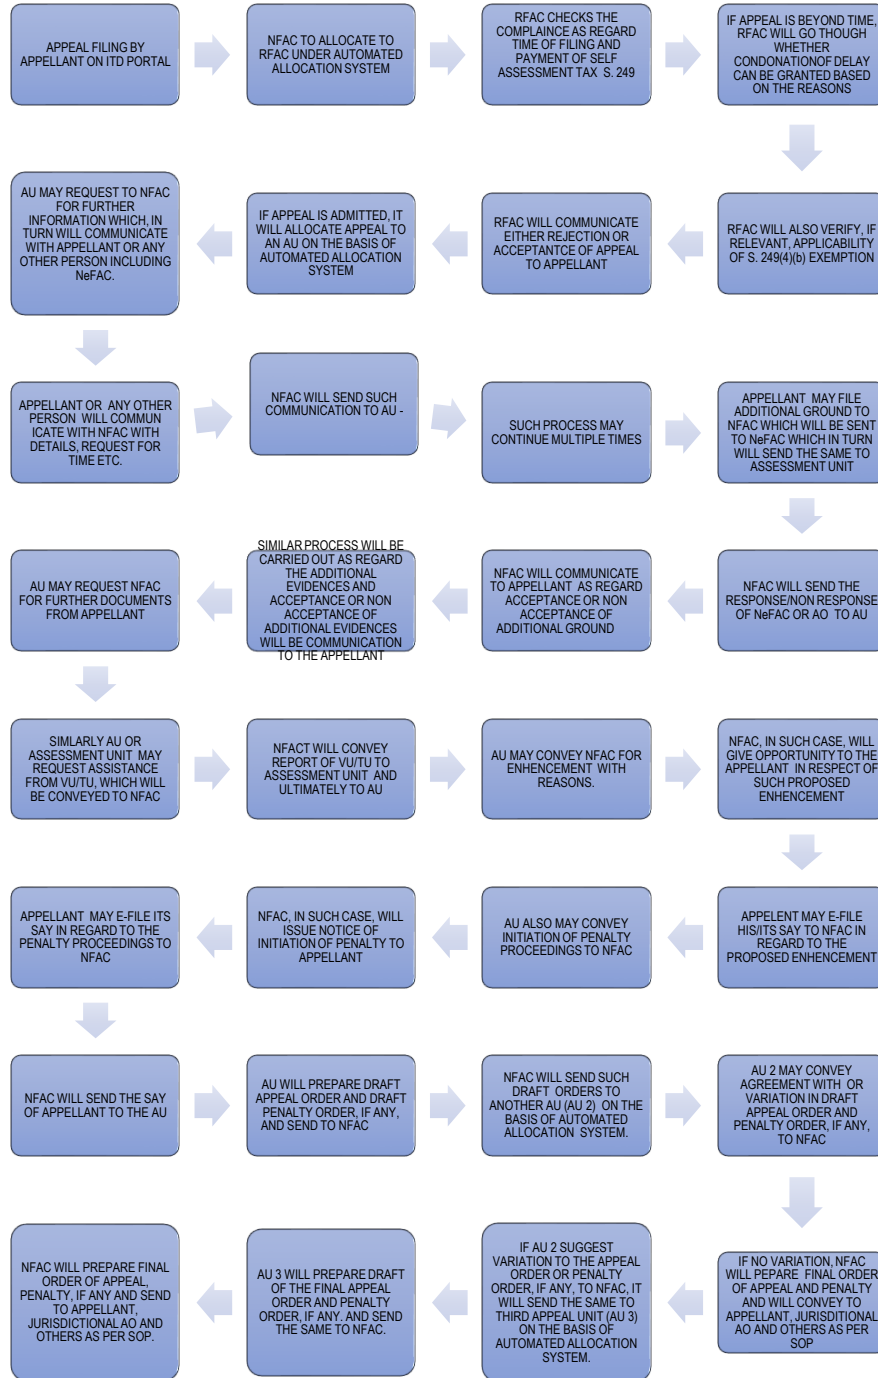 APPEAL FILING BY
APPELLANT ON ITD PORTAL
NFAC TO ALLOCATE TO
RFAC UNDER AUTOMATED
ALLOCATION SYSTEM
RFAC CHECKS THE
COMPLAINCE AS REGARD
TIME OF FILING AND
PAYMENT OF SELF
ASSESSMENT TAX S. 249
IF APPEAL IS BEYOND TIME,
RFAC WILL GO THOUGH
WHETHER
CONDONATIONOF DELAY
CAN BE GRANTED BASED
ON THE REASONS
RFAC WILL ALSO VERIFY, IF
RELEVANT, APPLICABILITY
OF S. 249(4)(b) EXEMPTION
RFAC WILL COMMUNICATE
EITHER REJECTION OR
ACCEPTANCE OF APPEAL
TO APPELLANT
IF APPEAL IS ADMITTED, IT
WILL ALLOCATE APPEAL TO
AN AU ON THE BASIS OF
AUTOMATED ALLOCATION
SYSTEM
AU MAY REQUEST TO NFAC
FOR FURTHER
INFORMATION WHICH, IN
TURN WILL COMMUNICATE
WITH APPELLANT OR ANY
OTHER PERSON INCLUDING
NeFAC.
APPELLANT OR ANY OTHER
PERSON WILL COMMUN
ICATE WITH NFAC WITH
DETAILS, REQUEST FOR
TIME ETC.
NFAC WILL SEND SUCH
COMMUNICATION TO AU -
SUCH PROCESS MAY
CONTINUE MULTIPLE TIMES
APPELLANT MAY FILE
ADDITIONAL GROUND TO
NFAC WHICH WILL BE SENT
TO NeFAC WHICH IN TURN
WILL SEND THE SAME TO
ASSESSMENT UNIT
NFAC WILL SEND THE
RESPONSE/NON RESPONSE
OF NeFAC OR AO TO AU
NFAC WILL COMMUNICATE
TO APPELLANT AS REGARD
ACCEPTANCE OR NON
ACCEPTANCE OF
ADDITIONAL GROUND
SIMILAR PROCESS WILL BE
CARRIED OUT AS REGARD
THE ADDITIONAL
EVIDENCES AND
ACCEPTANCE OR NON
ACCEPTANCE OF
ADDITIONAL EVIDENCES
WILL BE COMMUNICATION
TO THE APPELLANT
AU MAY REQUEST NFAC
FOR FURTHER DOCUMENTS
FROM APPELLANT
SIMLARLY AU OR
ASSESSMENT UNIT MAY
REQUEST ASSISTANCE
FROM VU/TU, WHICH WILL
BE CONVEYED TO NFAC
NFACT WILL CONVEY
REPORT OF VU/TU TO
ASSESSMENT UNIT AND
ULTIMATELY TO AU
AU MAY CONVEY NFAC FOR
ENHENCEMENT WITH
REASONS.
NFAC, IN SUCH CASE, WILL
GIVE OPPORTUNITY TO THE
APPELLANT IN RESPECT OF
SUCH PROPOSED
ENHENCEMENT
APPELENT MAY E-FILE
HIS/ITS SAY TO NFAC IN
REGARD TO THE
PROPOSED ENHENCEMENT
AU ALSO MAY CONVEY
INITIATION OF PENALTY
PROCEEDINGS TO NFAC
NFAC, IN SUCH CASE, WILL
ISSUE NOTICE OF
INITIATION OF PENALTY TO
APPELLANT
APPELLANT MAY E-FILE ITS
SAY IN REGARD TO THE
PENALTY PROCEEDINGS TO
NFAC
NFAC WILL SEND THE SAY
OF APPELLANT TO THE AU
AU WILL PREPARE DRAFT
APPEAL ORDER AND DRAFT
PENALTY ORDER, IF ANY,
AND SEND TO NFAC
NFAC WILL SEND SUCH
DRAFT ORDERS TO
ANOTHER AU (AU 2) ON THE
BASIS OF AUTOMATED
ALLOCATION SYSTEM.
AU 2 MAY CONVEY
AGREEMENT WITH OR
VARIATION IN DRAFT
APPEAL ORDER AND
PENALTY ORDER, IF ANY,
TO NFAC
IF NO VARIATION, NFAC
WILL PEPARE FINAL ORDER
OF APPEAL AND PENALTY
AND WILL CONVEY TO
APPELLANT, JURISDITIONAL
AO AND OTHERS AS PER
SOP
IF AU 2 SUGGEST
VARIATION TO THE APPEAL
ORDER OR PENALTY
ORDER, IF ANY, TO NFAC, IT
WILL SEND THE SAME TO
THIRD APPEAL UNIT (AU 3)
ON THE BASIS OF
AUTOMATED ALLOCATION
SYSTEM.
AU 3 WILL PREPARE DRAFT
OF THE FINAL APPEAL
ORDER AND PENALTY
ORDER, IF ANY. AND SEND
THE SAME TO NFAC.
NFAC WILL PREPARE FINAL
ORDER OF APPEAL,
PENALTY, IF ANY AND SEND
TO APPELLANT,
JURISDICTIONAL AO AND
OTHERS AS PER SOP.